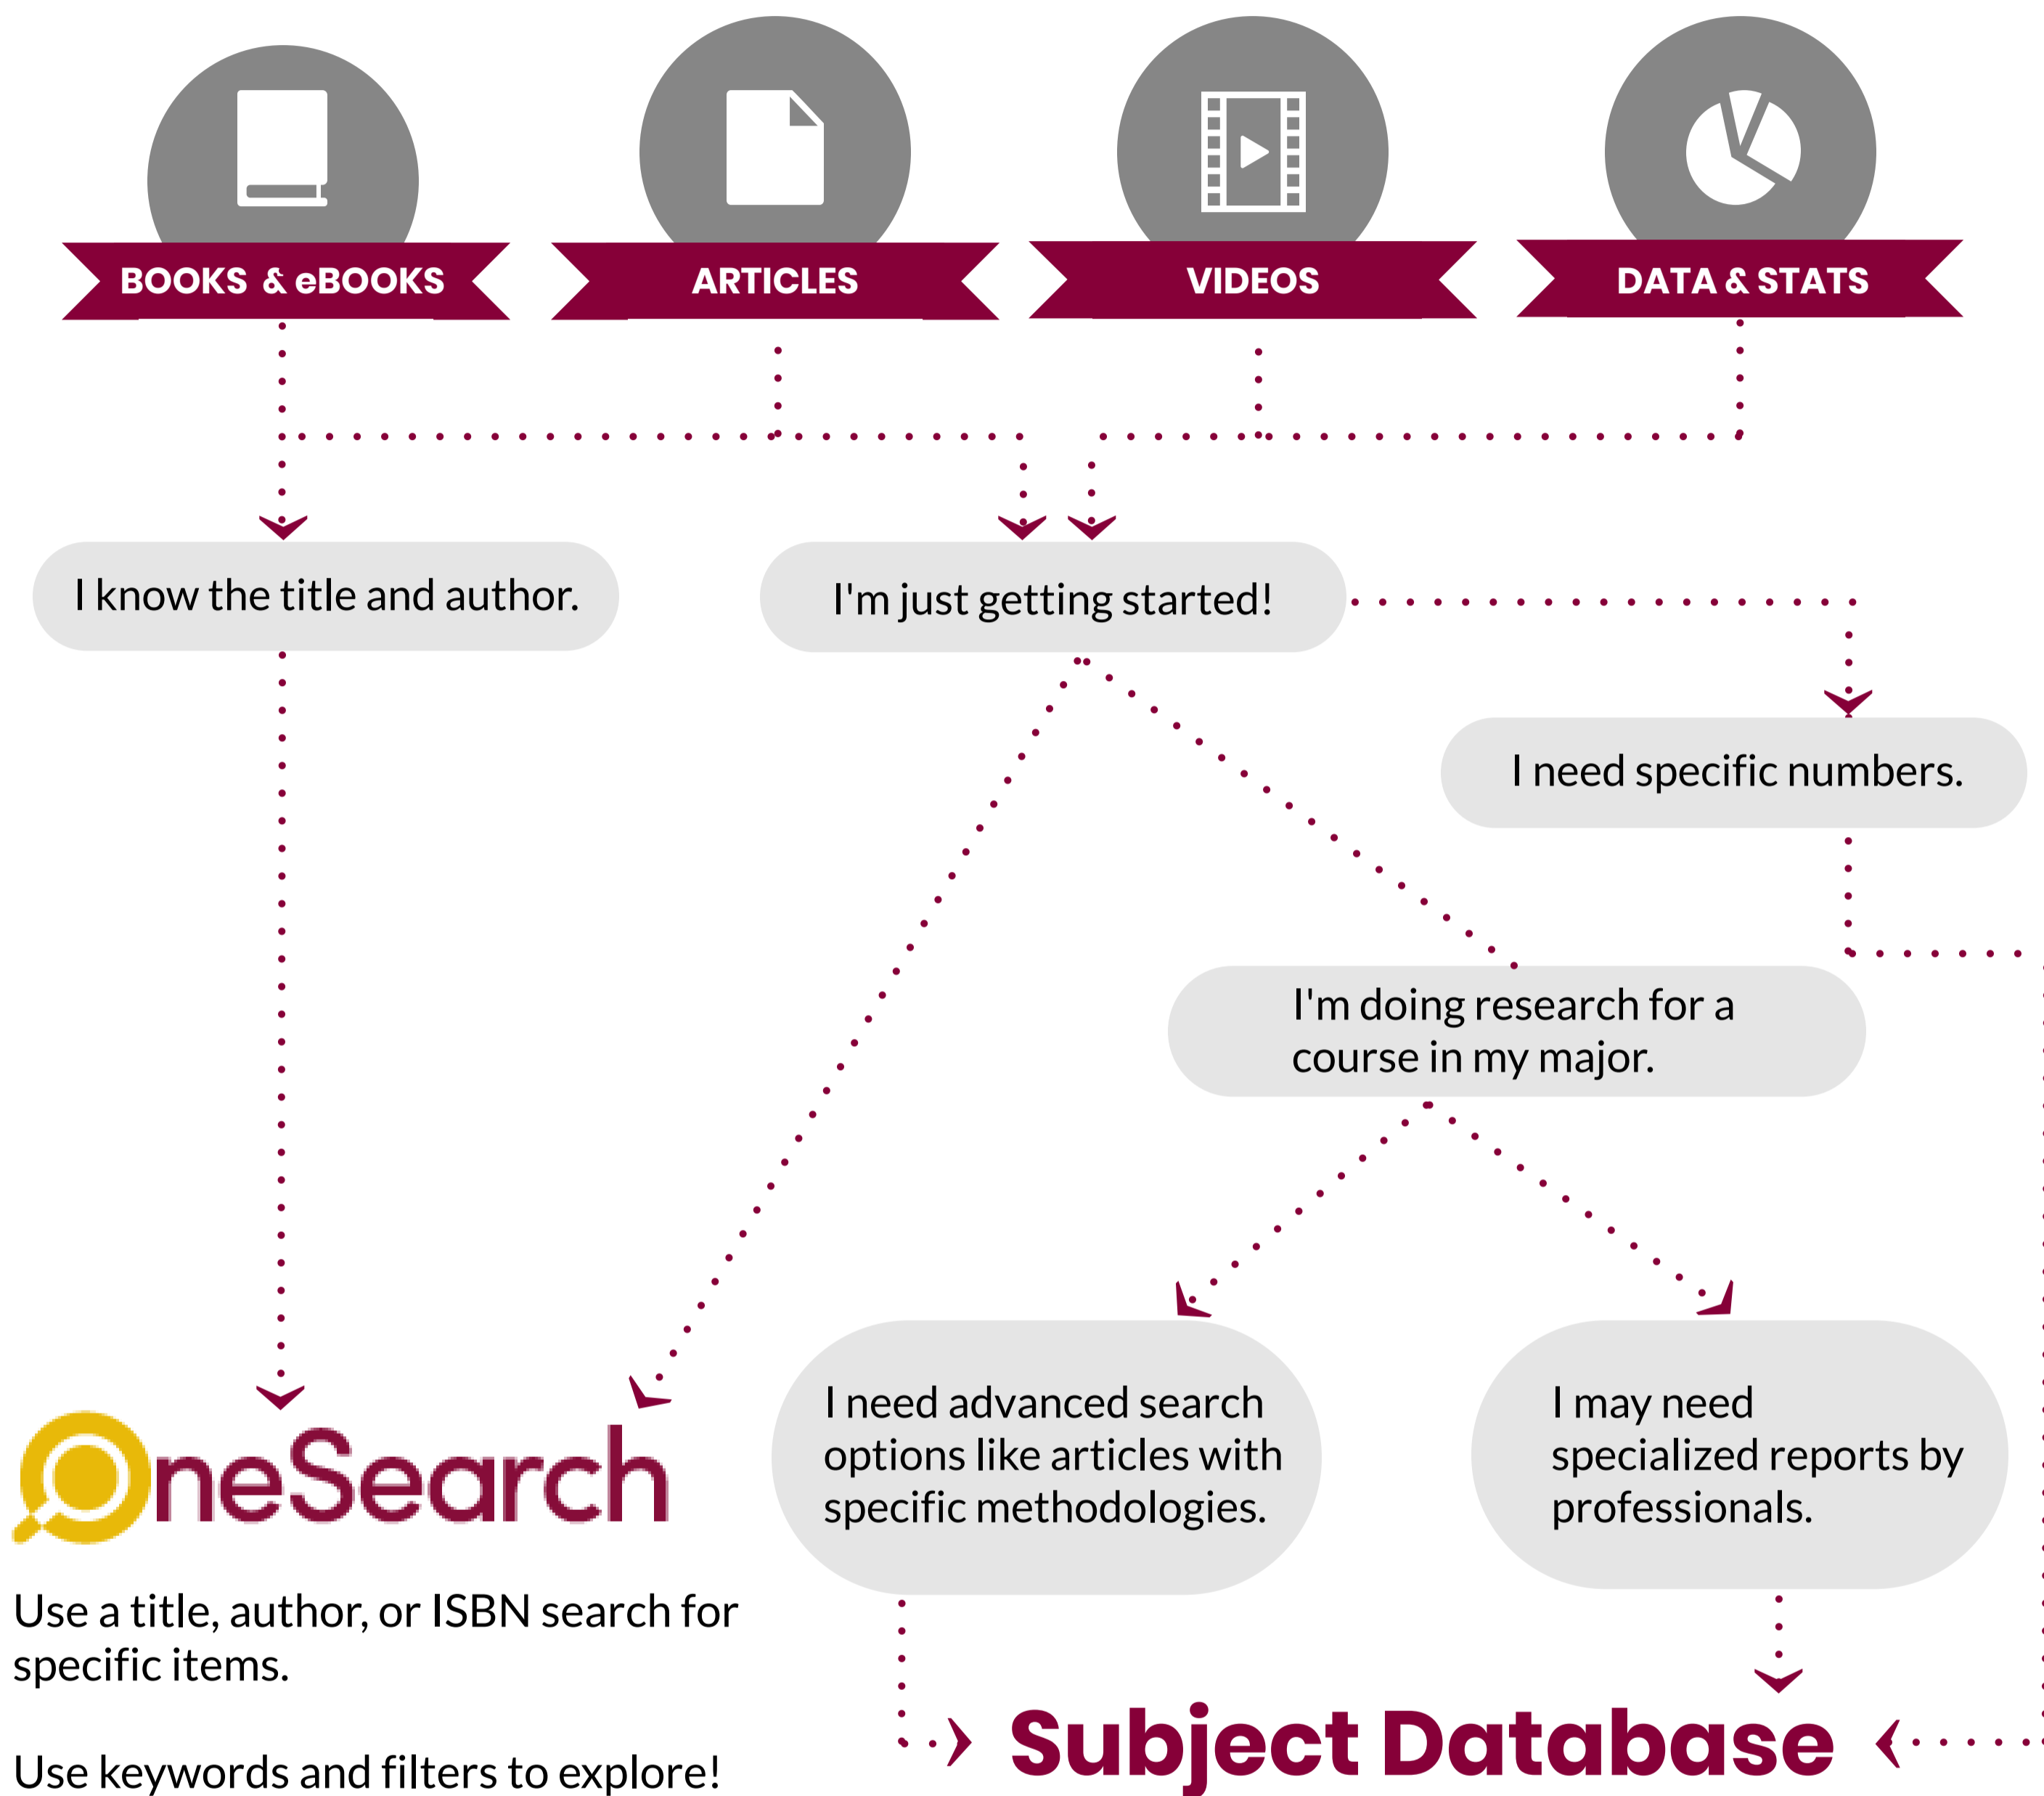 BOOKS & eBOOKS
ARTICLES
VIDEOS
DATA & STATS
I know the title and author.
I'm just getting started!
I need specific numbers.
I'm doing research for a
course in my major.
I need advanced search
options like articles with
specific methodologies.
I may need
specialized reports by
professionals.
OneSearch
Use a title, author, or ISBN search for
specific items.
Use keywords and filters to explore!
Subject Database